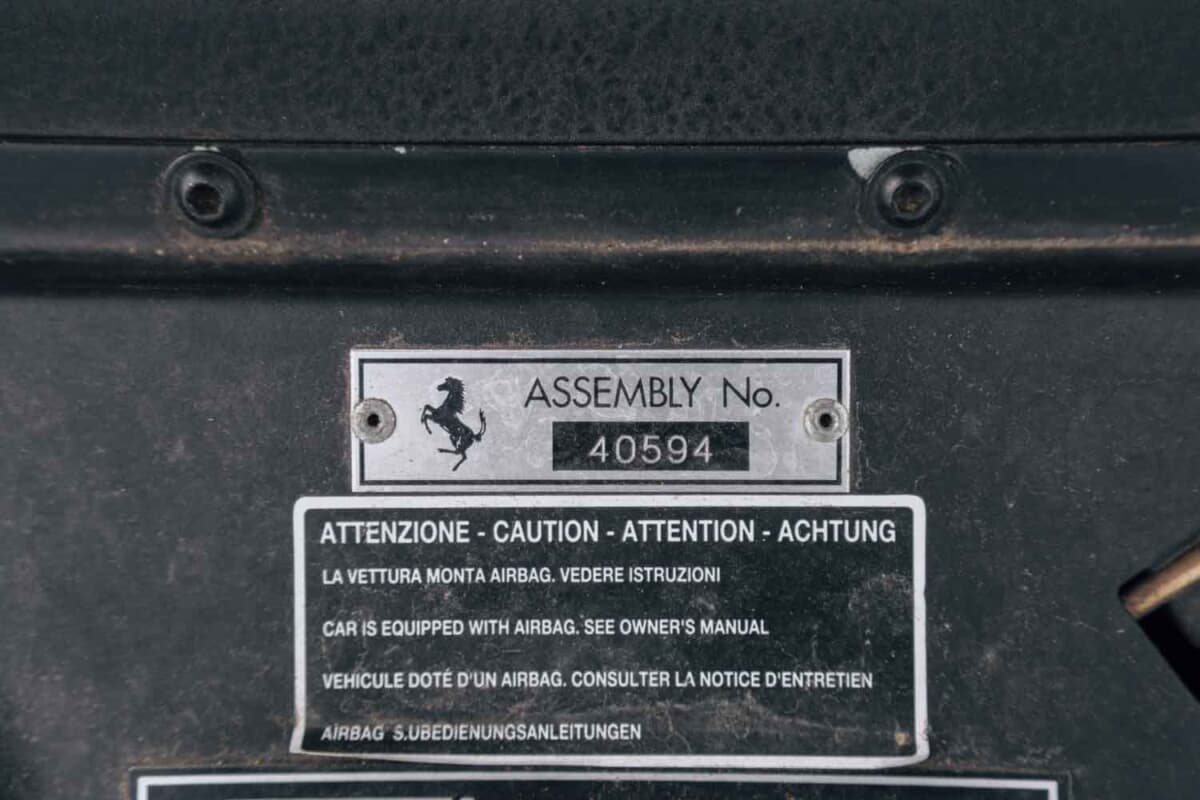 ASSEMBLY No.
40594
ATTENZIONE - CAUTION - ATTENTION - ACHTUNG
LA VETTURA MONTA AIRBAG. VEDERE ISTRUZIONI
CAR IS EQUIPPED WITH AIRBAG. SEE OWNER'S MANUAL
VEHICULE DOTÉ D'UN AIRBAG. CONSULTER LA NOTICE D'ENTRETIEN
AIRBAG S.UBEDIENUNGSANLEITUNGEN